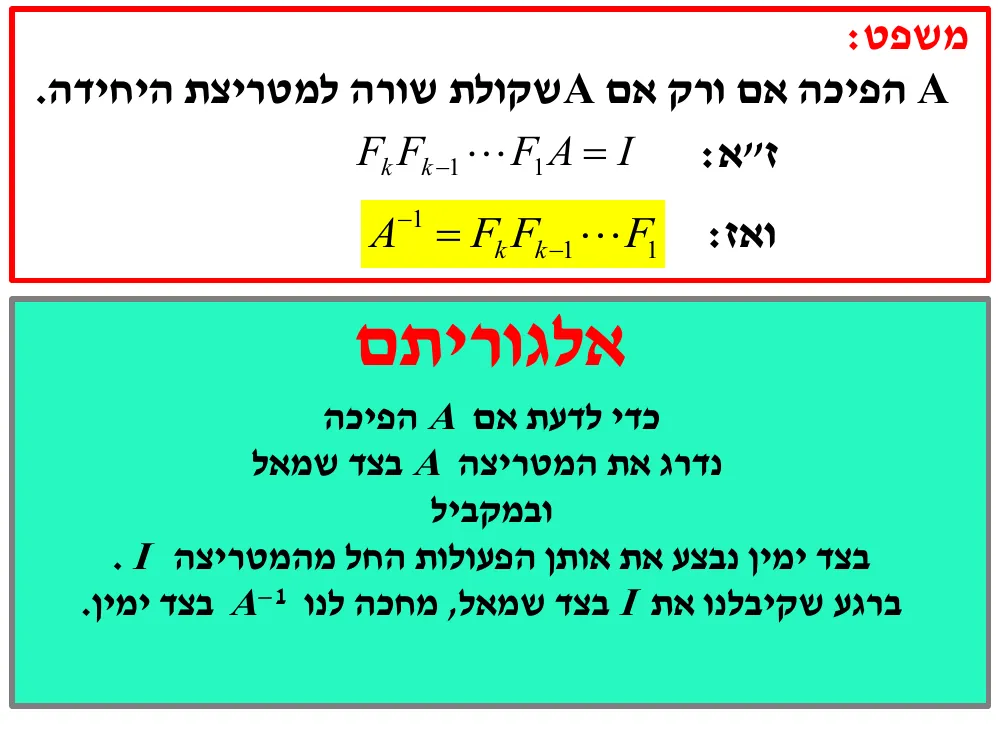 משפט:
A הפיכה אם ורק אם A שקולת שורה למטריצת היחידה.
ז"א: F_k F_{k-1} ⋯ F_1 A = I
ואז: A^{-1} = F_k F_{k-1} ⋯ F_1
אלגוריתם
כדי לדעת אם A הפיכה
נדרג את המטריצה A בצד שמאל
ובמקביל
בצד ימין נבצע את אותן הפעולות החל מהמטריצה I .
ברגע שקיבלנו את I בצד שמאל, מחכה לנו A^{-1} בצד ימין.